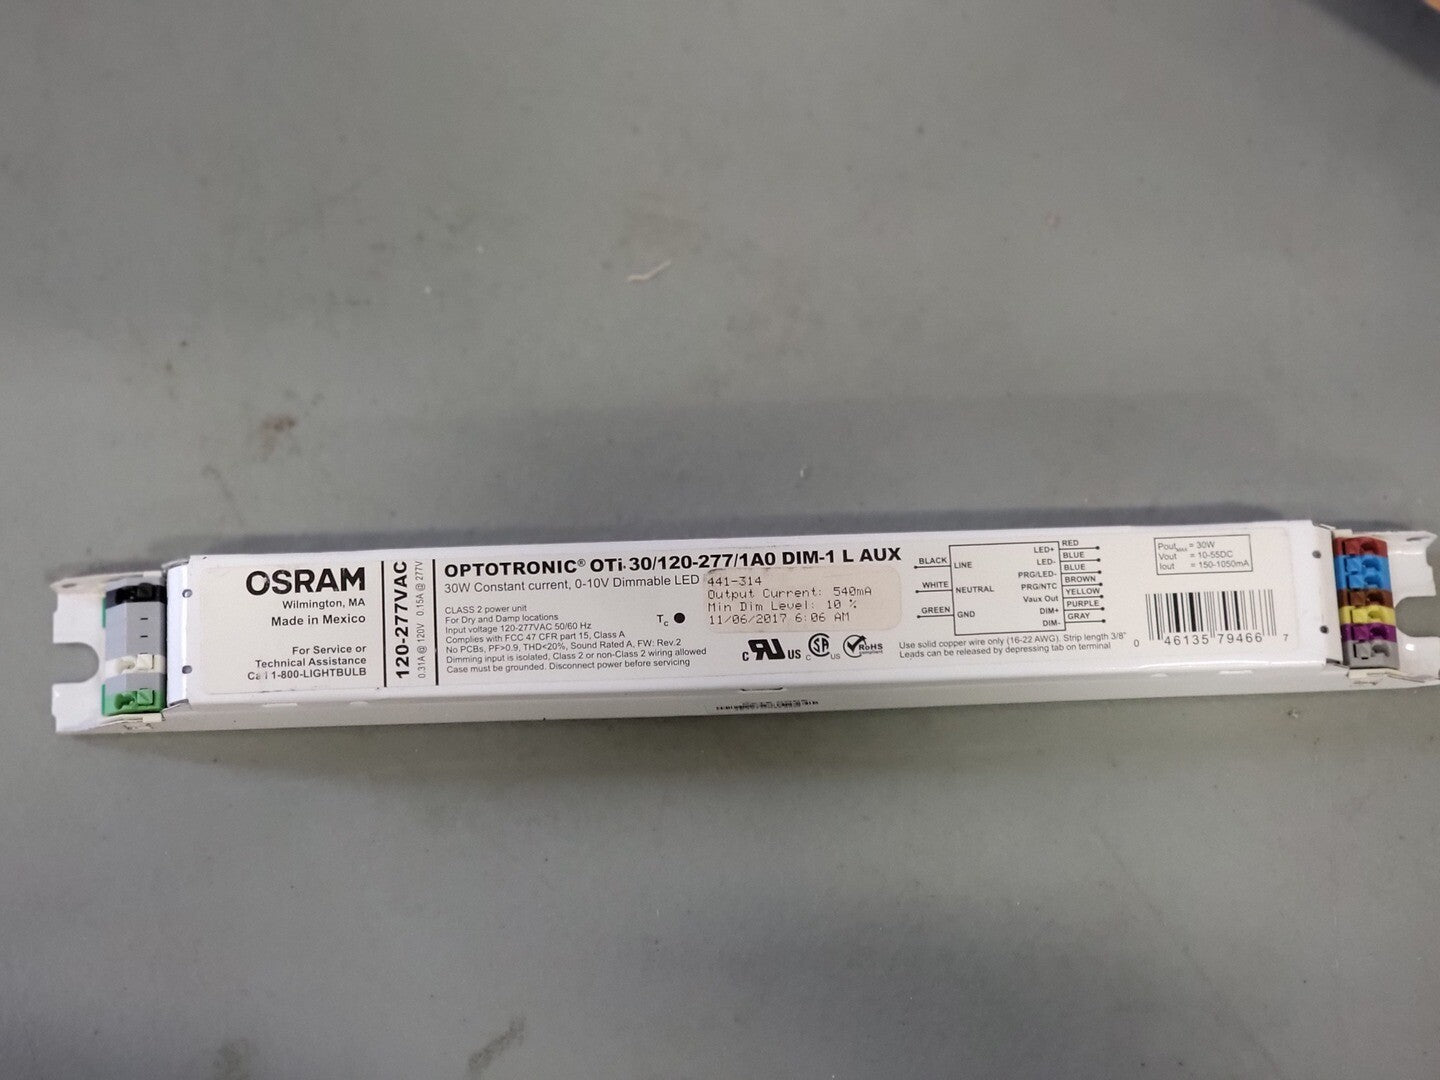 OSRAM
Wilmington, MA
Made in Mexico
For Service or
Technical Assistance
Call 1-800-LIGHTBULB
120-277VAC
0.31A @ 120V 0.15A @ 277V
OPTOTRONIC® OTi 30/120-277/1A0 DIM-1 L AUX
30W Constant current, 0-10V Dimmable LED
CLASS 2 power unit
For Dry and Damp locations
Input voltage 120-277VAC 50/60 Hz
Complies with FCC 47 CFR part 15, Class A
No PCBs, PF>0.9, THD<20%, Sound Rated A, FW: Rev.2
Dimming input is isolated, Class 2 or non-Class 2 wiring allowed
Case must be grounded. Disconnect power before servicing
Tc
441-314
Output Current: 540mA
Min Dim Level: 10 %
11/06/2017 6:06 AM
c RU US
SA
C US
RoHS
compliant
BLACK LINE
WHITE NEUTRAL
GREEN GND
LED+ RED
LED- BLUE
PRG/LED- BLUE
PRG/NTC BROWN
Vaux Out YELLOW
DIM+ PURPLE
DIM- GRAY
Use solid copper wire only (16-22 AWG). Strip length 3/8"
Leads can be released by depressing tab on terminal
PoutMAX = 30W
Vout = 10-55DC
Iout = 150-1050mA
0 46135 79466 7